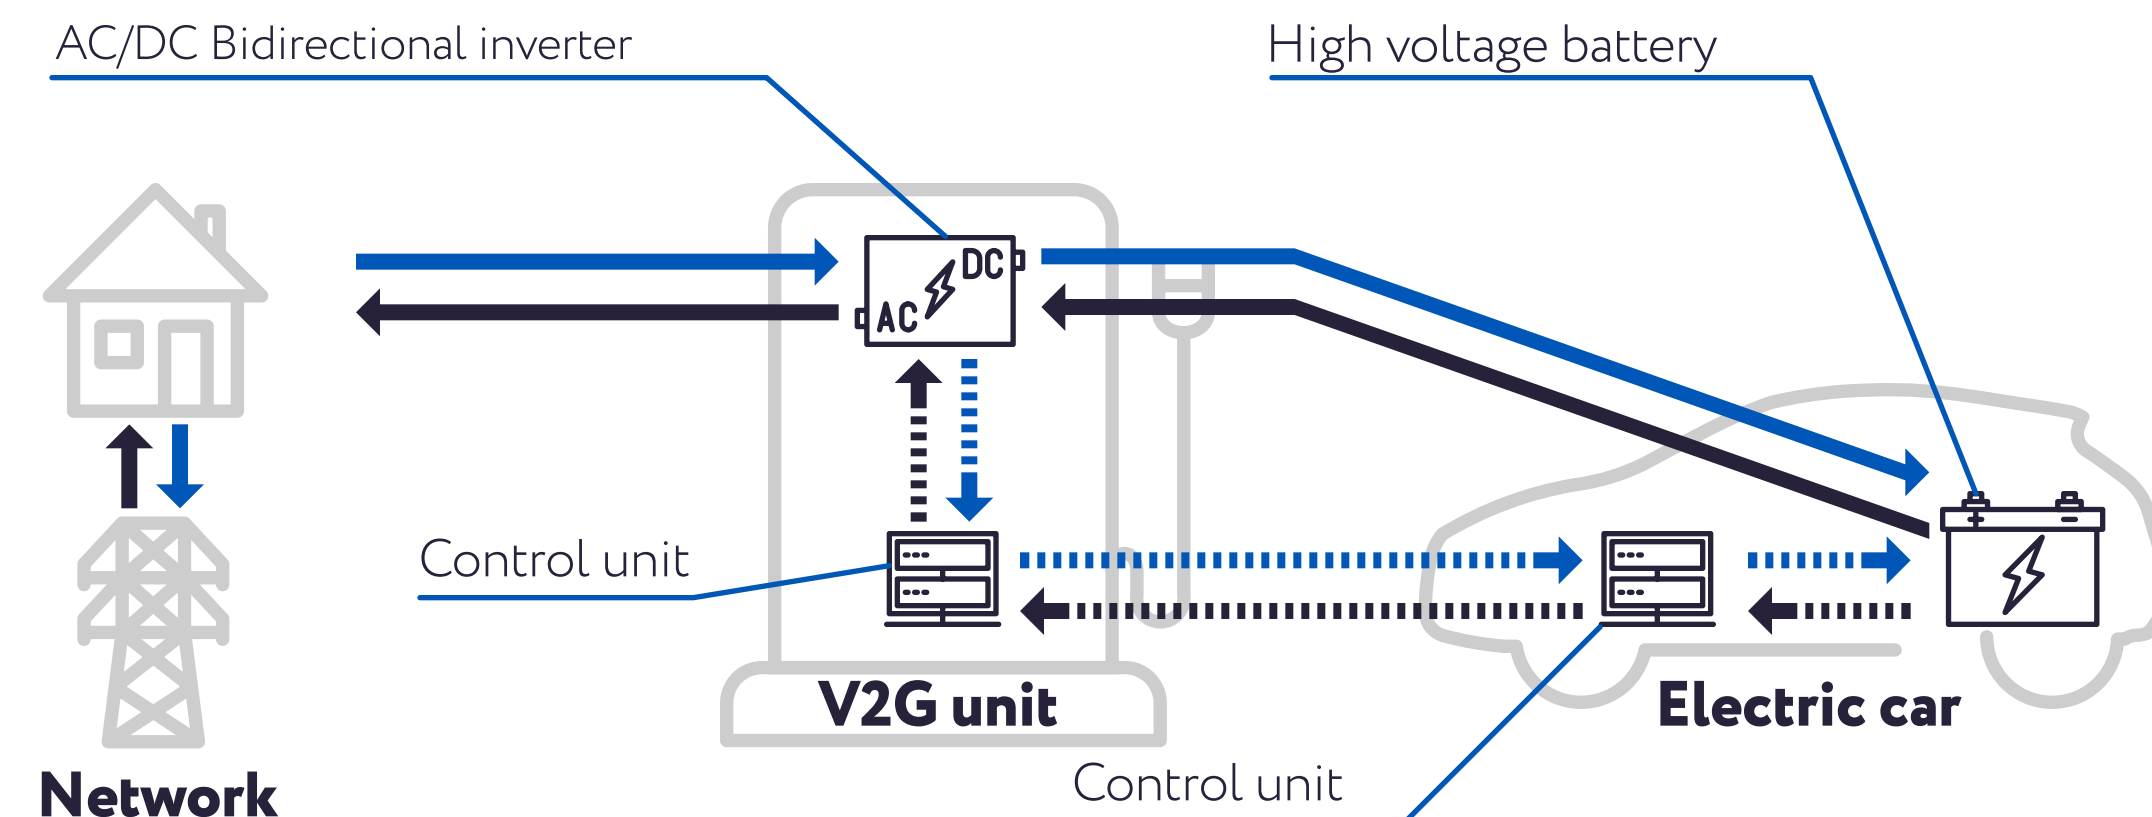 AC/DC Bidirectional inverter
High voltage battery
DC
AC
Control unit
V2G unit
Electric car
Control unit
Network